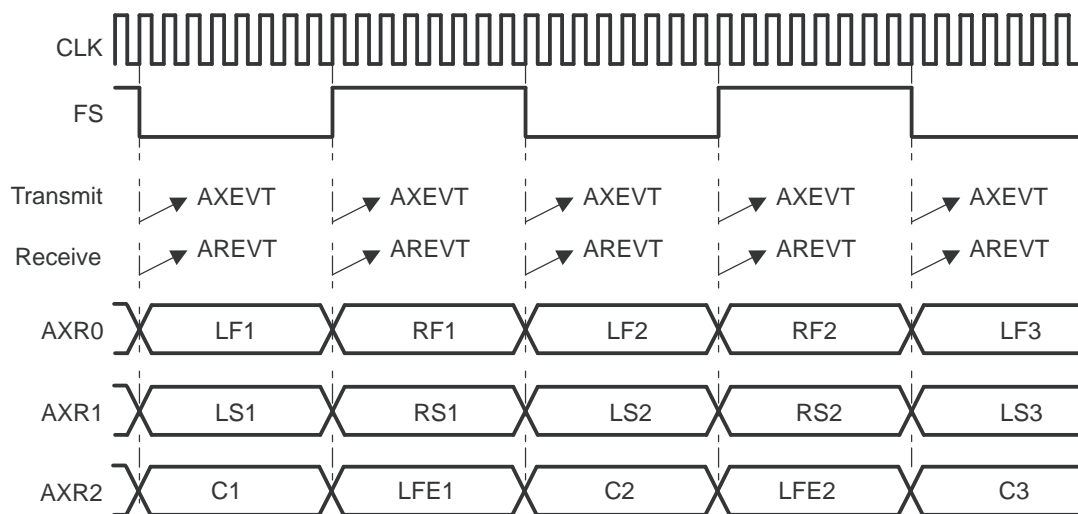 CLK
FS
Transmit AXEVT AXEVT AXEVT AXEVT AXEVT
Receive AREVT AREVT AREVT AREVT AREVT
AXR0 LF1 RF1 LF2 RF2 LF3
AXR1 LS1 RS1 LS2 RS2 LS3
AXR2 C1 LFE1 C2 LFE2 C3